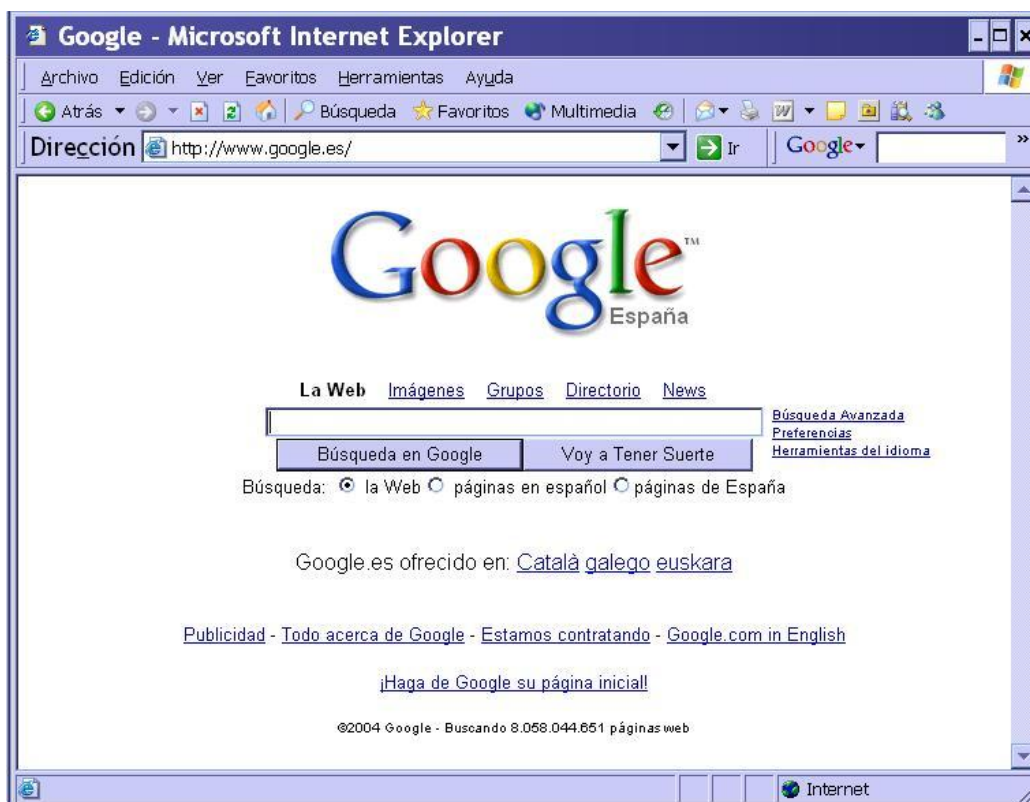 Google - Microsoft Internet Explorer
Archivo Edición Ver Favoritos Herramientas Ayuda
Atrás Búsqueda Favoritos Multimedia
Dirección http://www.google.es/ Ir Google
Google™
España
La Web Imágenes Grupos Directorio News
Búsqueda Avanzada
Preferencias
Herramientas del idioma
Búsqueda en Google Voy a Tener Suerte
Búsqueda: la Web páginas en español páginas de España
Google.es ofrecido en: Català galego euskara
Publicidad - Todo acerca de Google - Estamos contratando - Google.com in English
¡Haga de Google su página inicial!
©2004 Google - Buscando 8.058.044.651 páginas web
Internet